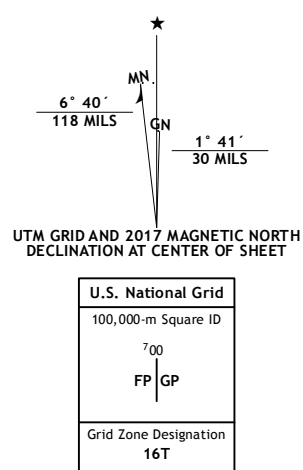 ★
MN.
6° 40´
118 MILS
GN
1° 41´
30 MILS
UTM GRID AND 2017 MAGNETIC NORTH
DECLINATION AT CENTER OF SHEET
U.S. National Grid
100,000-m Square ID
⁷00
FP GP
Grid Zone Designation
16T